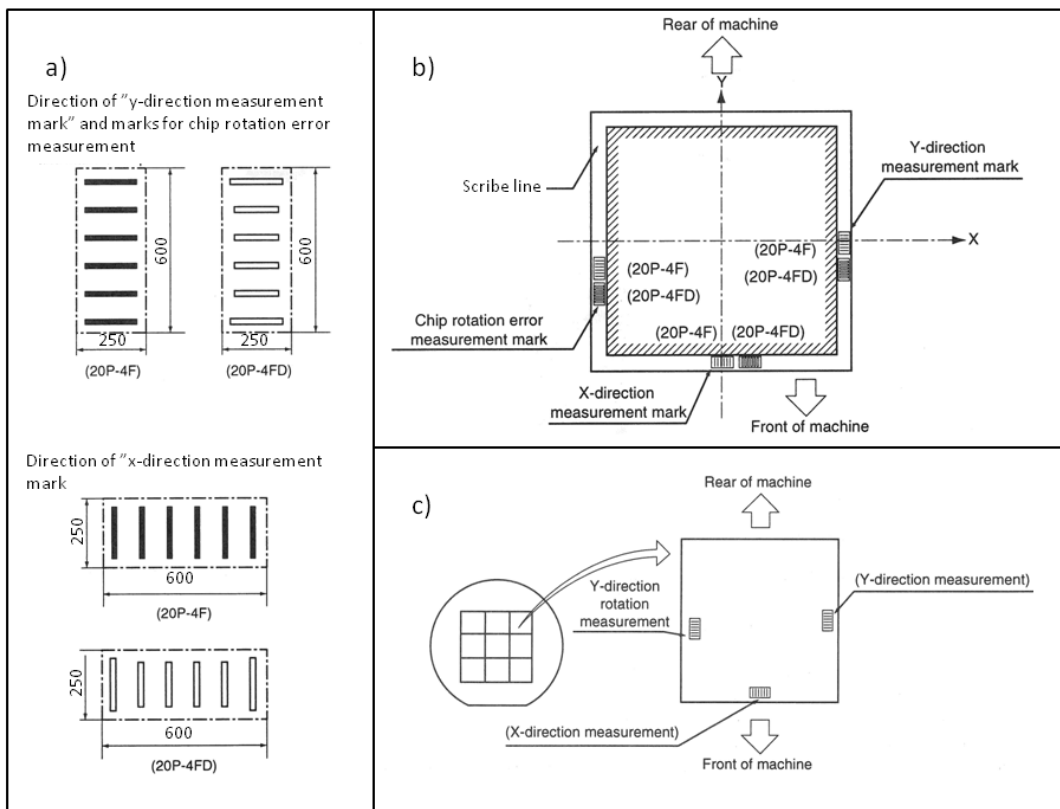 a)
Direction of "y-direction measurement
mark" and marks for chip rotation error
measurement
600
600
250
250
(20P-4F)
(20P-4FD)
Direction of "x-direction measurement
mark
250
600
(20P-4F)
250
600
(20P-4FD)
b)
Rear of machine
Y
Y-direction
measurement mark
Scribe line
X
(20P-4F)
(20P-4F)
(20P-4FD)
(20P-4FD)
Chip rotation error
measurement mark
(20P-4F)
(20P-4FD)
X-direction
measurement mark
Front of machine
c)
Rear of machine
Y-direction
rotation
measurement
(Y-direction measurement)
(X-direction measurement)
Front of machine